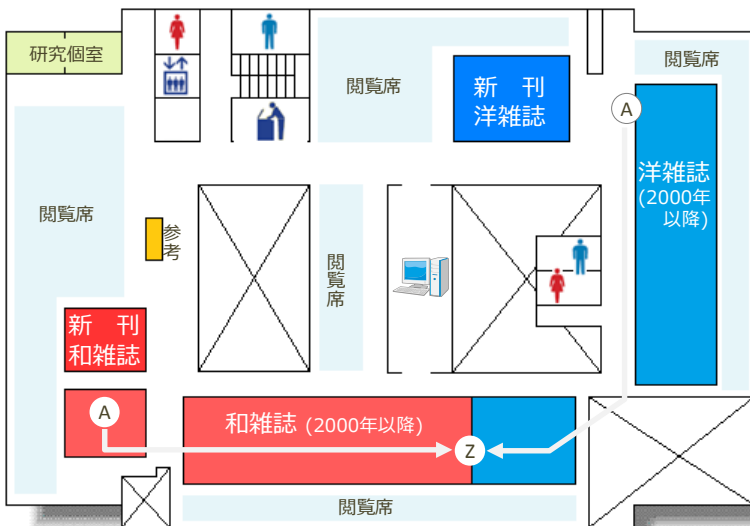 研究個室
閲覧席
新　刊
洋雑誌
閲覧席
A
洋雑誌
(2000年
以降)
閲覧席
参考
閲覧席
新　刊
和雑誌
A
和雑誌 (2000年以降)
Z
閲覧席